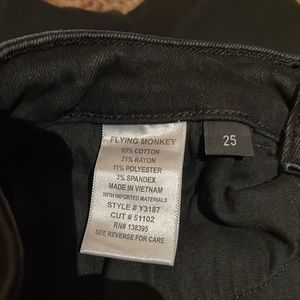 FLYING MONKEY
65% COTTON
21% RAYON
11% POLYESTER
3% SPANDEX
MADE IN VIETNAM
WITH IMPORTED MATERIALS
STYLE # Y3187
CUT # 51102
RN# 138395
SEE REVERSE FOR CARE
25